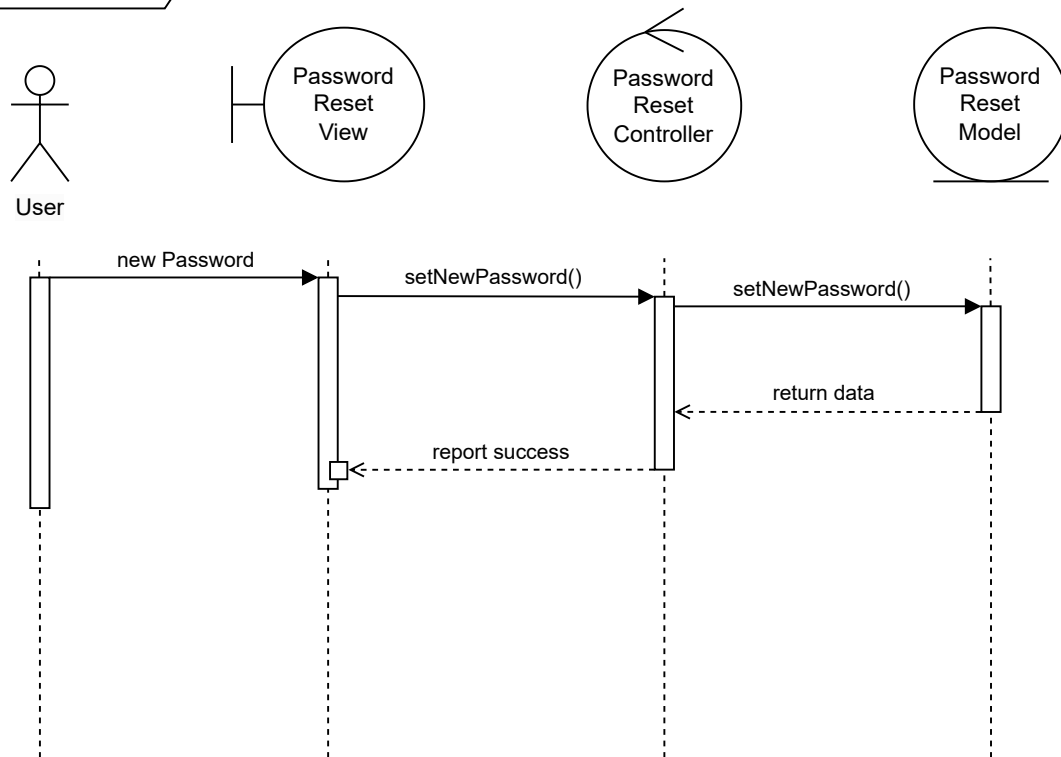 Password
Reset
View
Password
Reset
Controller
Password
Reset
Model
User
new Password
setNewPassword()
setNewPassword()
return data
report success